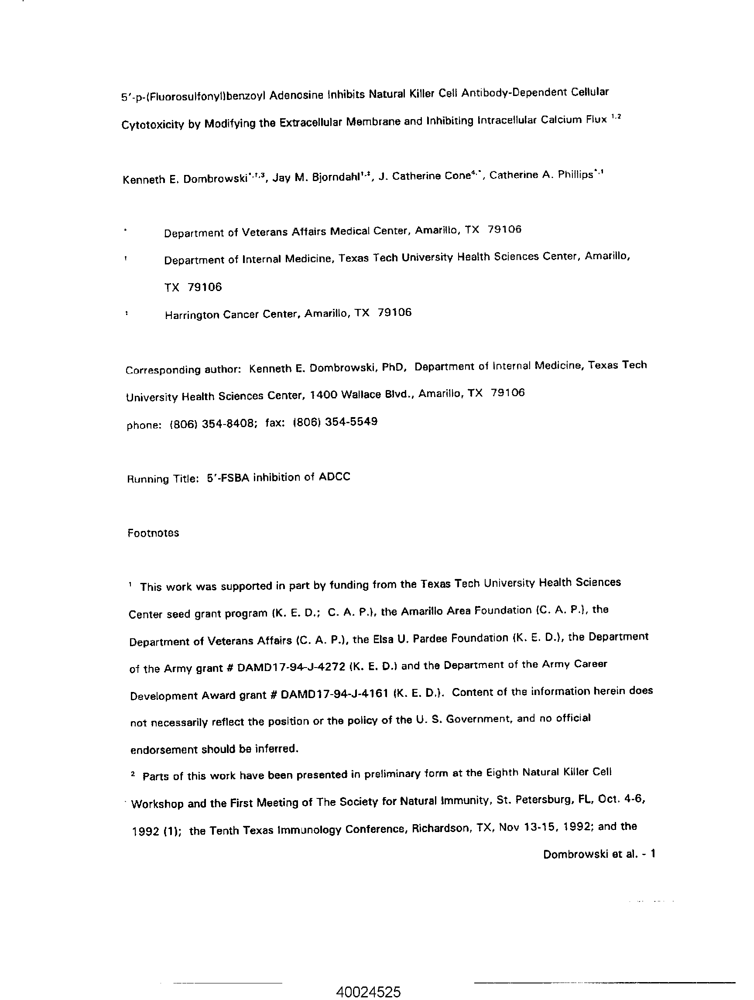 5'-p-(Fluorosulfonyl)benzoyl Adenosine Inhibits Natural Killer Cell Antibody-Dependent Cellular
Cytotoxicity by Modifying the Extracellular Membrane and Inhibiting Intracellular Calcium Flux 1,2
Kenneth E. Dombrowski*,†,3, Jay M. Bjorndahl†,‡, J. Catherine Cone4,*, Catherine A. Phillips*,†
* Department of Veterans Affairs Medical Center, Amarillo, TX 79106
† Department of Internal Medicine, Texas Tech University Health Sciences Center, Amarillo,
TX 79106
‡ Harrington Cancer Center, Amarillo, TX 79106
Corresponding author: Kenneth E. Dombrowski, PhD, Department of Internal Medicine, Texas Tech
University Health Sciences Center, 1400 Wallace Blvd., Amarillo, TX 79106
phone: (806) 354-8408; fax: (806) 354-5549
Running Title: 5'-FSBA inhibition of ADCC
Footnotes
1 This work was supported in part by funding from the Texas Tech University Health Sciences
Center seed grant program (K. E. D.; C. A. P.), the Amarillo Area Foundation (C. A. P.), the
Department of Veterans Affairs (C. A. P.), the Elsa U. Pardee Foundation (K. E. D.), the Department
of the Army grant # DAMD17-94-J-4272 (K. E. D.) and the Department of the Army Career
Development Award grant # DAMD17-94-J-4161 (K. E. D.). Content of the information herein does
not necessarily reflect the position or the policy of the U. S. Government, and no official
endorsement should be inferred.
2 Parts of this work have been presented in preliminary form at the Eighth Natural Killer Cell
Workshop and the First Meeting of The Society for Natural Immunity, St. Petersburg, FL, Oct. 4-6,
1992 (1); the Tenth Texas Immunology Conference, Richardson, TX, Nov 13-15, 1992; and the
Dombrowski et al. - 1
40024525